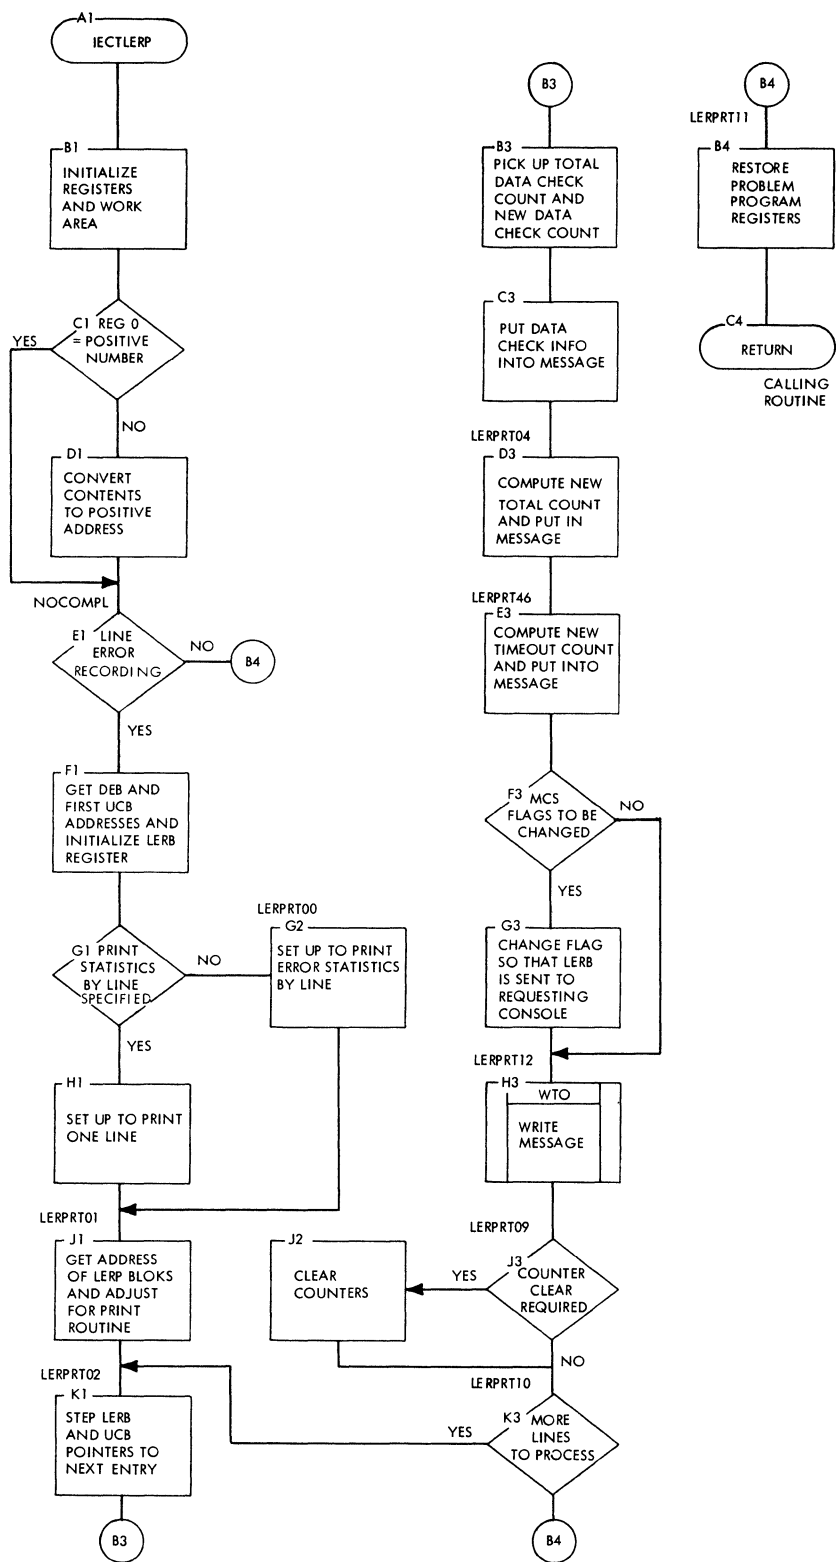 A1
IECTLERP
B1
INITIALIZE
REGISTERS
AND WORK
AREA
C1 REG 0
= POSITIVE
NUMBER
YES
NO
D1
CONVERT
CONTENTS
TO POSITIVE
ADDRESS
NOCOMPL
E1 LINE
ERROR
RECORDING
NO
B4
YES
F1
GET DEB AND
FIRST UCB
ADDRESSES AND
INITIALIZE LERB
REGISTER
G1 PRINT
STATISTICS
BY LINE
SPECIFIED
NO
YES
LERPRT00
G2
SET UP TO PRINT
ERROR STATISTICS
BY LINE
H1
SET UP TO PRINT
ONE LINE
LERPRT01
J1
GET ADDRESS
OF LERP BLOKS
AND ADJUST
FOR PRINT
ROUTINE
LERPRT02
K1
STEP LERB
AND UCB
POINTERS TO
NEXT ENTRY
B3
B3
B3
PICK UP TOTAL
DATA CHECK
COUNT AND
NEW DATA
CHECK COUNT
C3
PUT DATA
CHECK INFO
INTO MESSAGE
LERPRT04
D3
COMPUTE NEW
TOTAL COUNT
AND PUT IN
MESSAGE
LERPRT46
E3
COMPUTE NEW
TIMEOUT COUNT
AND PUT INTO
MESSAGE
F3 MCS
FLAGS TO BE
CHANGED
NO
YES
G3
CHANGE FLAG
SO THAT LERB
IS SENT TO
REQUESTING
CONSOLE
LERPRT12
H3
WTO
WRITE
MESSAGE
LERPRT09
J3
COUNTER
CLEAR
REQUIRED
YES
J2
CLEAR
COUNTERS
NO
LERPRT10
K3 MORE
LINES
TO PROCESS
YES
B4
B4
LERPRT11
B4
RESTORE
PROBLEM
PROGRAM
REGISTERS
C4
RETURN
CALLING
ROUTINE